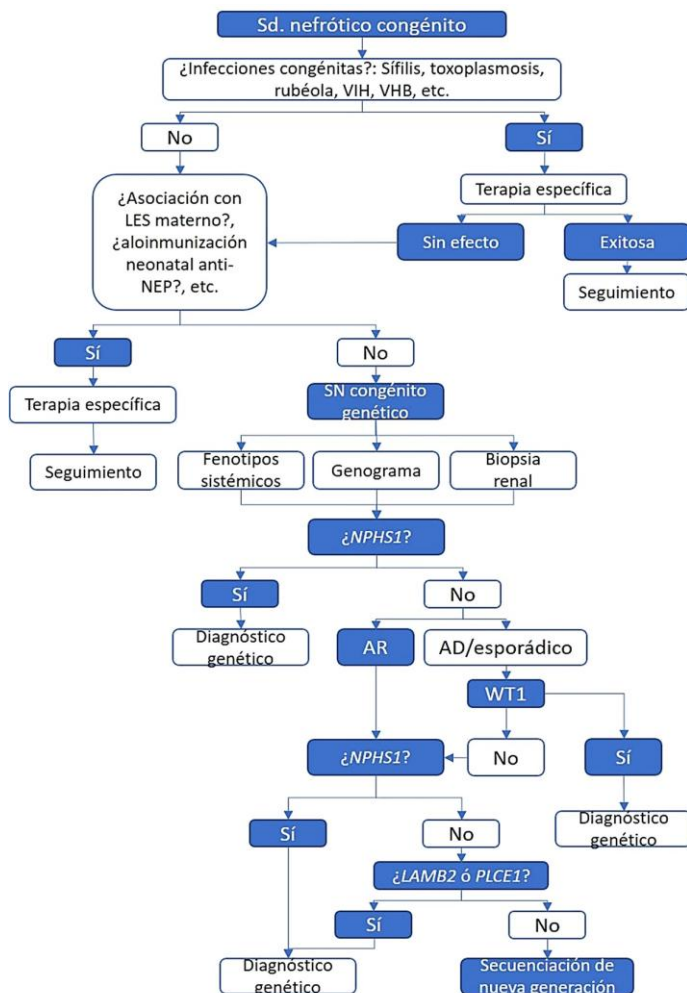 Sd. nefrótico congénito
¿Infecciones congénitas?: Sífilis, toxoplasmosis,
rubéola, VIH, VHB, etc.
No
Sí
¿Asociación con
LES materno?,
¿aloinmunización
neonatal anti-
NEP?, etc.
Terapia específica
Sin efecto
Exitosa
Seguimiento
Sí
No
Terapia específica
SN congénito
genético
Seguimiento
Fenotipos
sistémicos
Genograma
Biopsia
renal
¿NPHS1?
Sí
No
Diagnóstico
genético
AR
AD/esporádico
WT1
¿NPHS1?
No
Sí
Diagnóstico
genético
Sí
No
¿LAMB2 ó PLCE1?
Sí
No
Diagnóstico
genético
Secuenciación de
nueva generación